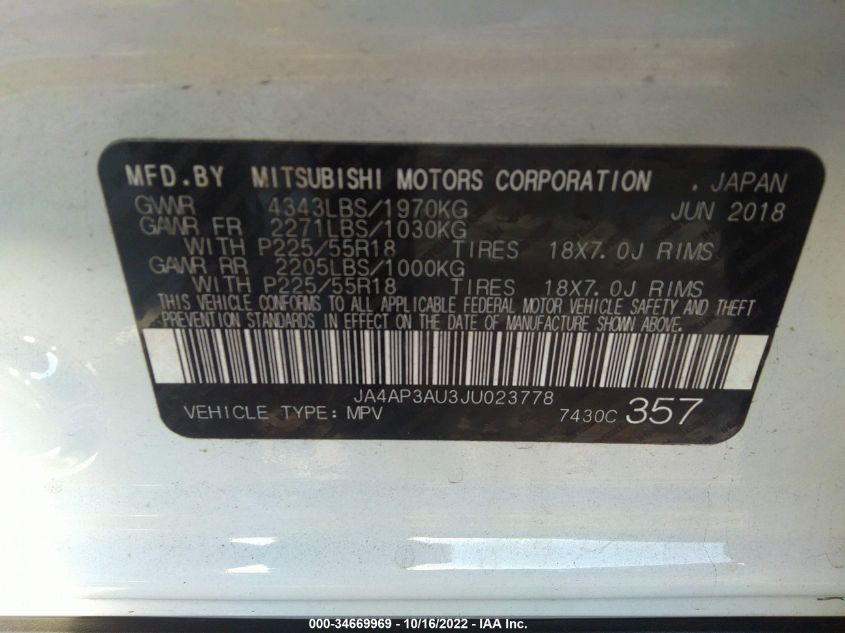 MFD.BY MITSUBISHI MOTORS CORPORATION , JAPAN
GVWR 4343LBS/1970KG JUN 2018
GAWR FR 2271LBS/1030KG
WITH P225/55R18 TIRES 18X7.0J RIMS
GAWR RR 2205LBS/1000KG
WITH P225/55R18 TIRES 18X7.0J RIMS
THIS VEHICLE CONFORMS TO ALL APPLICABLE FEDERAL MOTOR VEHICLE SAFETY AND THEFT
PREVENTION STANDARDS IN EFFECT ON THE DATE OF MANUFACTURE SHOWN ABOVE.
JA4AP3AU3JU023778
VEHICLE TYPE: MPV 7430C 357
000-34669969 - 10/16/2022 - IAA Inc.